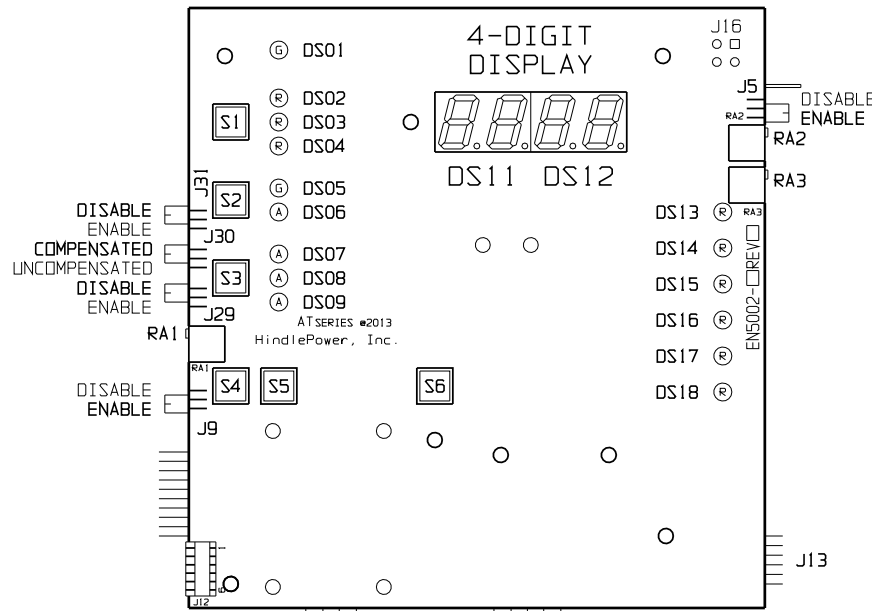 4-DIGIT
DISPLAY
J16
G DS01
R DS02
R DS03
R DS04
S1
J5
DISABLE
ENABLE
RA2
RA2
RA3
RA3
DS11 DS12
J31
S2
G DS05
A DS06
DISABLE
ENABLE
J30
COMPENSATED
UNCOMPENSATED
S3
A DS07
A DS08
A DS09
DISABLE
ENABLE
J29
ATSERIES ©2013
HindlePower, Inc.
RA1
RA1
DS13 R
DS14 R
DS15 R
DS16 R
DS17 R
DS18 R
EN5002-□ REV□
S4
S5
S6
DISABLE
ENABLE
J9
1
6
J12
J13